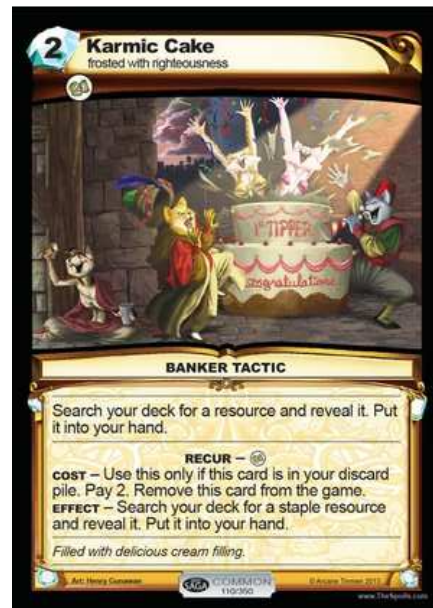 2
Karmic Cake
frosted with righteousness
1st TIPPER
Congratulations
BANKER TACTIC
Search your deck for a resource and reveal it. Put
it into your hand.
RECUR –
COST – Use this only if this card is in your discard
pile. Pay 2. Remove this card from the game.
EFFECT – Search your deck for a staple resource
and reveal it. Put it into your hand.
Filled with delicious cream filling.
Art: Henry Gunawan
SAGA
COMMON
110/350
© Arcane Tinmen 2013
www.TheSpoils.com